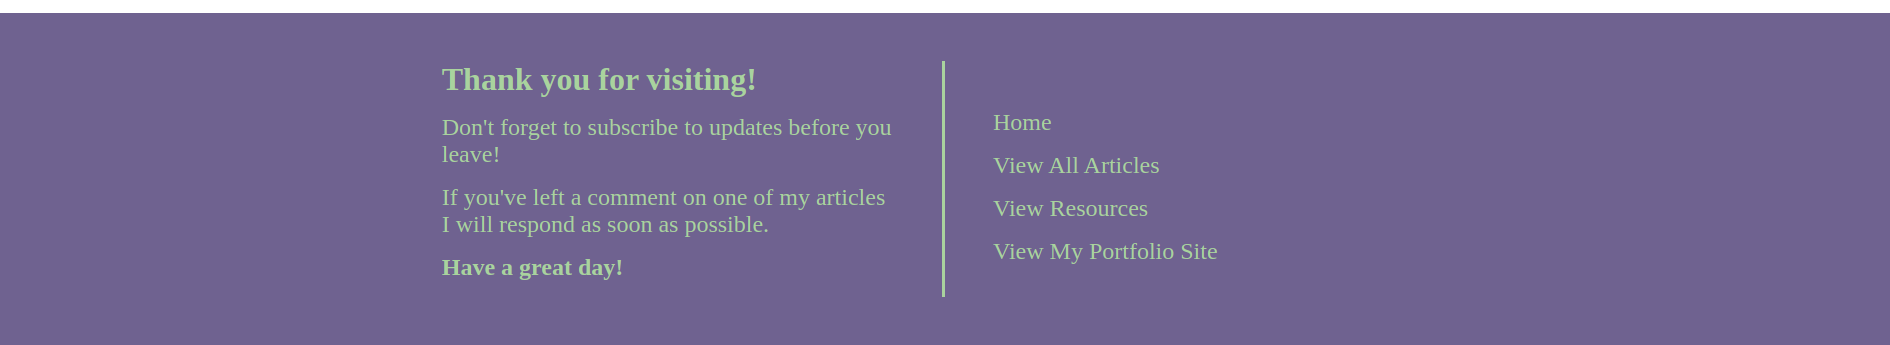 Thank you for visiting!
Don't forget to subscribe to updates before you
leave!
If you've left a comment on one of my articles
I will respond as soon as possible.
Have a great day!
Home
View All Articles
View Resources
View My Portfolio Site